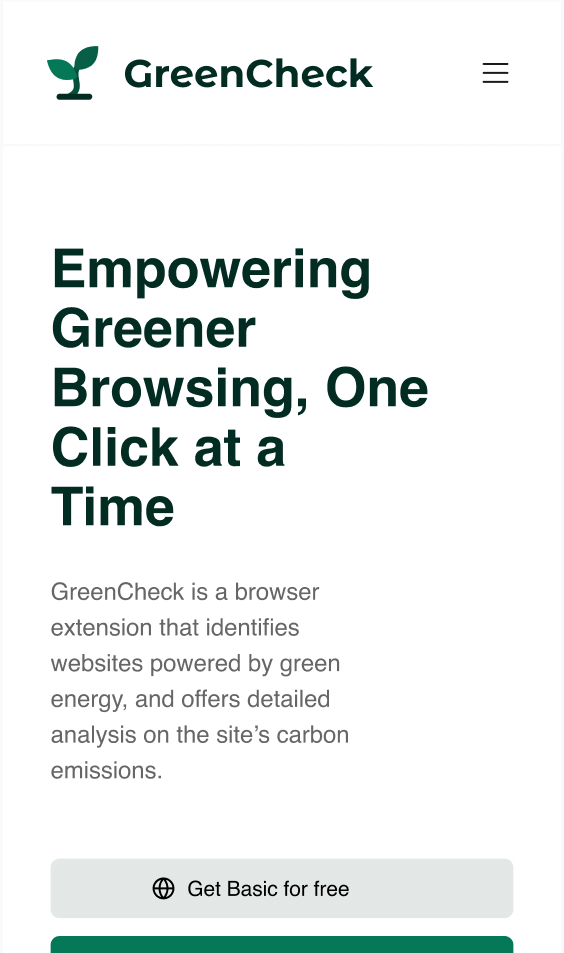 GreenCheck
Empowering
Greener
Browsing, One
Click at a
Time
GreenCheck is a browser
extension that identifies
websites powered by green
energy, and offers detailed
analysis on the site’s carbon
emissions.
Get Basic for free